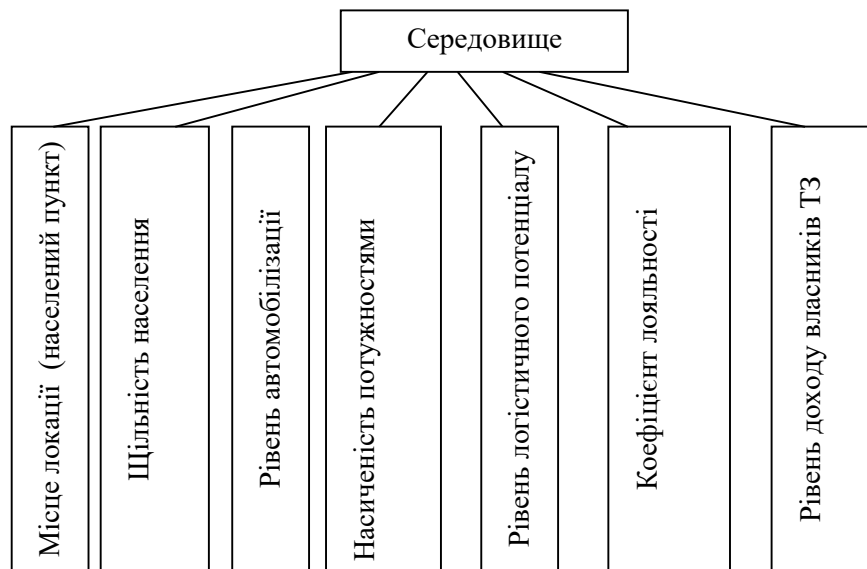 Середовище
Місце локації (населений пункт)
Щільність населення
Рівень автомобілізації
Насиченість потужностями
Рівень логістичного потенціалу
Коефіцієнт лояльності
Рівень доходу власників ТЗ